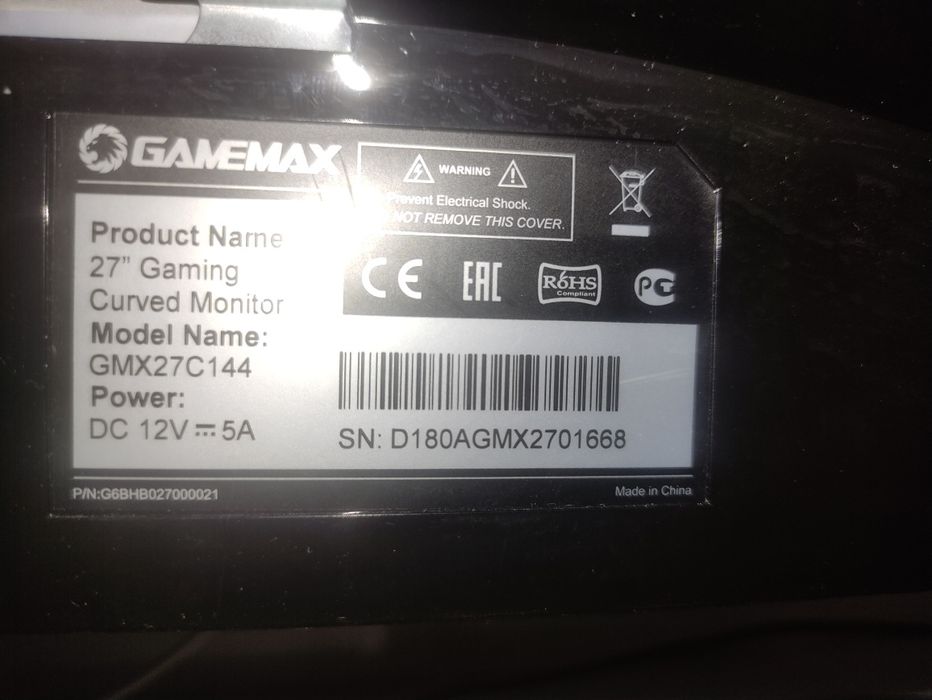 GAMEMAX
WARNING
Prevent Electrical Shock.
NOT REMOVE THIS COVER.
Product Name
27” Gaming
Curved Monitor
Model Name:
GMX27C144
Power:
DC 12V⎓5A
CE EAC RoHS
Compliant
PG
SN: D180AGMX2701668
P/N:G6BHB027000021
Made in China